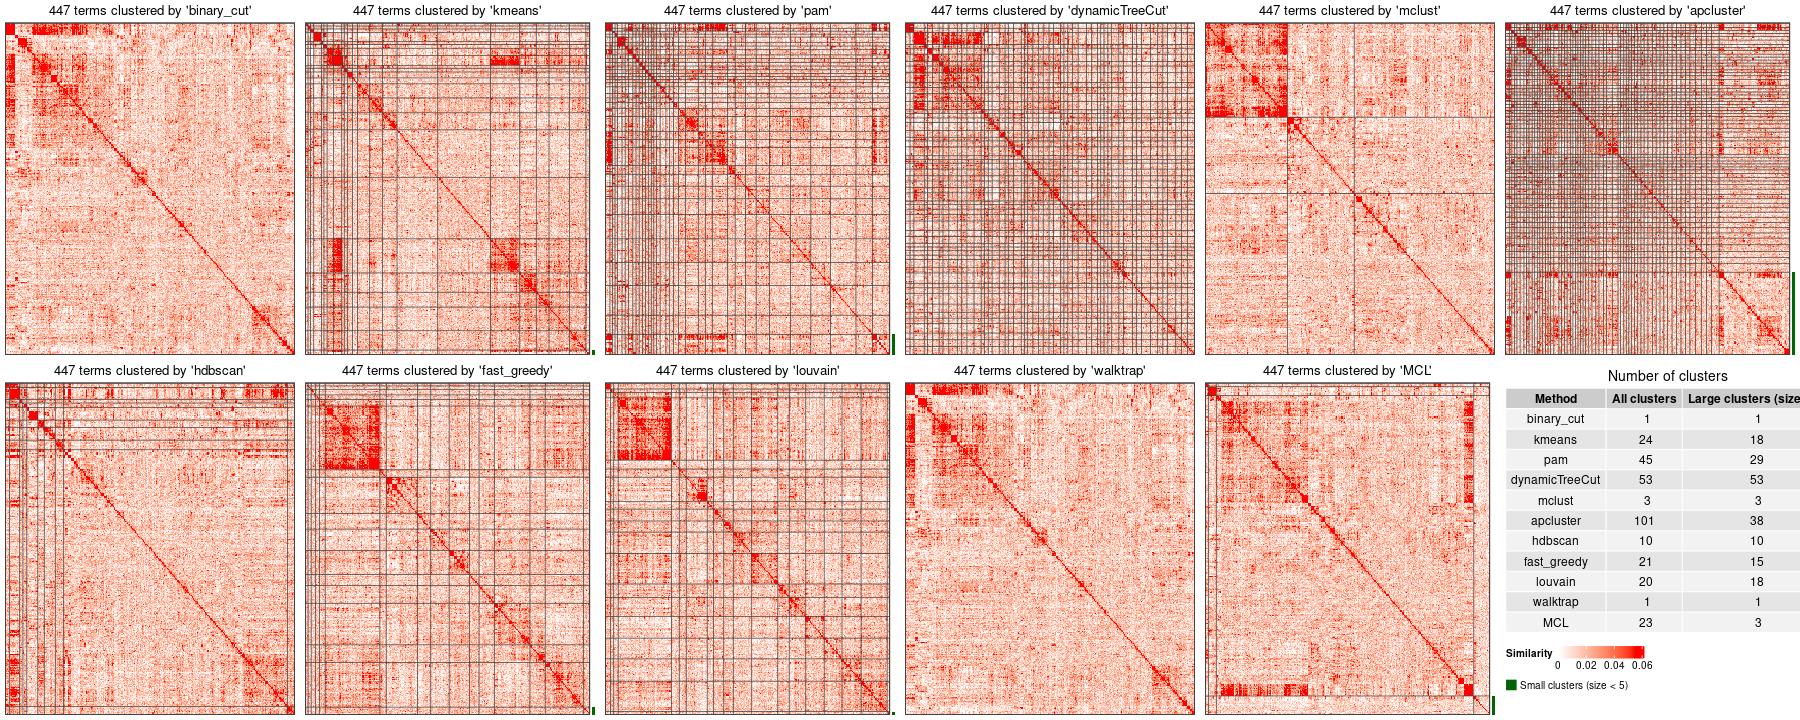 447 terms clustered by 'binary_cut'
447 terms clustered by 'kmeans'
447 terms clustered by 'pam'
447 terms clustered by 'dynamicTreeCut'
447 terms clustered by 'mclust'
447 terms clustered by 'apcluster'
447 terms clustered by 'hdbscan'
447 terms clustered by 'fast_greedy'
447 terms clustered by 'louvain'
447 terms clustered by 'walktrap'
447 terms clustered by 'MCL'
Number of clusters
Method All clusters Large clusters (size
binary_cut 1 1
kmeans 24 18
pam 45 29
dynamicTreeCut 53 53
mclust 3 3
apcluster 101 38
hdbscan 10 10
fast_greedy 21 15
louvain 20 18
walktrap 1 1
MCL 23 3
Similarity
0 0.02 0.04 0.06
Small clusters (size < 5)